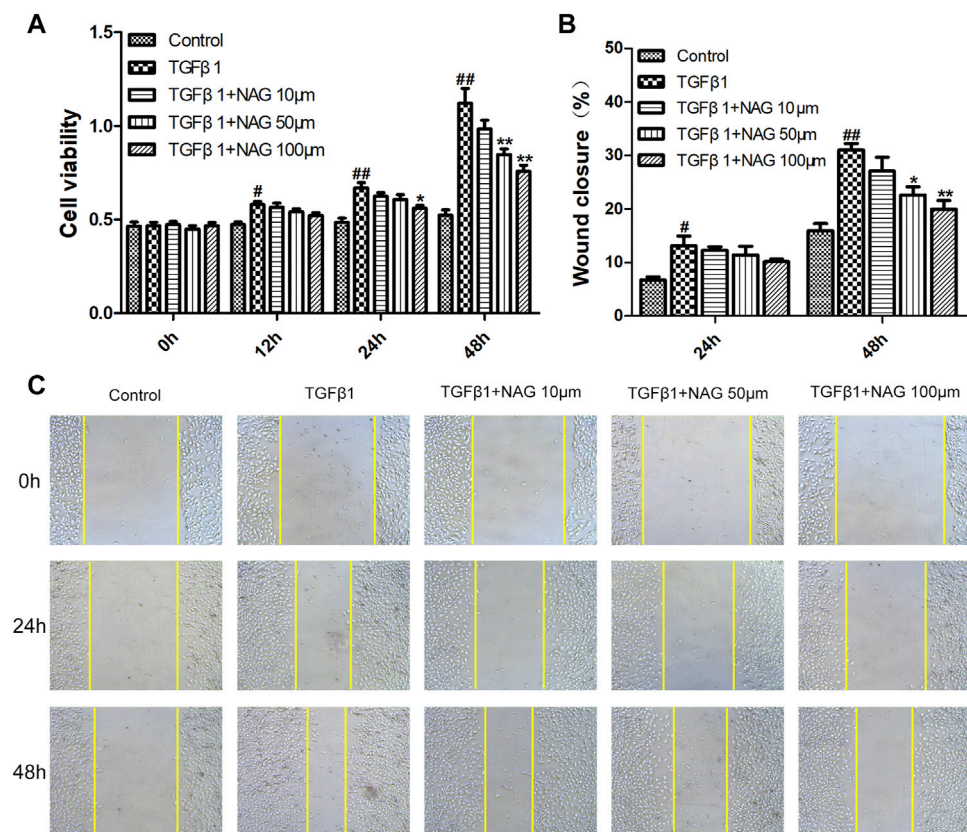 A
Cell viability
1.5
1.0
0.5
0.0
Control
TGFβ 1
TGFβ 1+NAG 10μm
TGFβ 1+NAG 50μm
TGFβ 1+NAG 100μm
#
##
*
##
**
**
0h
12h
24h
48h
B
Wound closure (%)
50
40
30
20
10
0
Control
TGFβ1
TGFβ 1+NAG 10μm
TGFβ 1+NAG 50μm
TGFβ 1+NAG 100μm
#
##
*
**
24h
48h
C
Control
TGFβ1
TGFβ1+NAG 10μm
TGFβ1+NAG 50μm
TGFβ1+NAG 100μm
0h
24h
48h